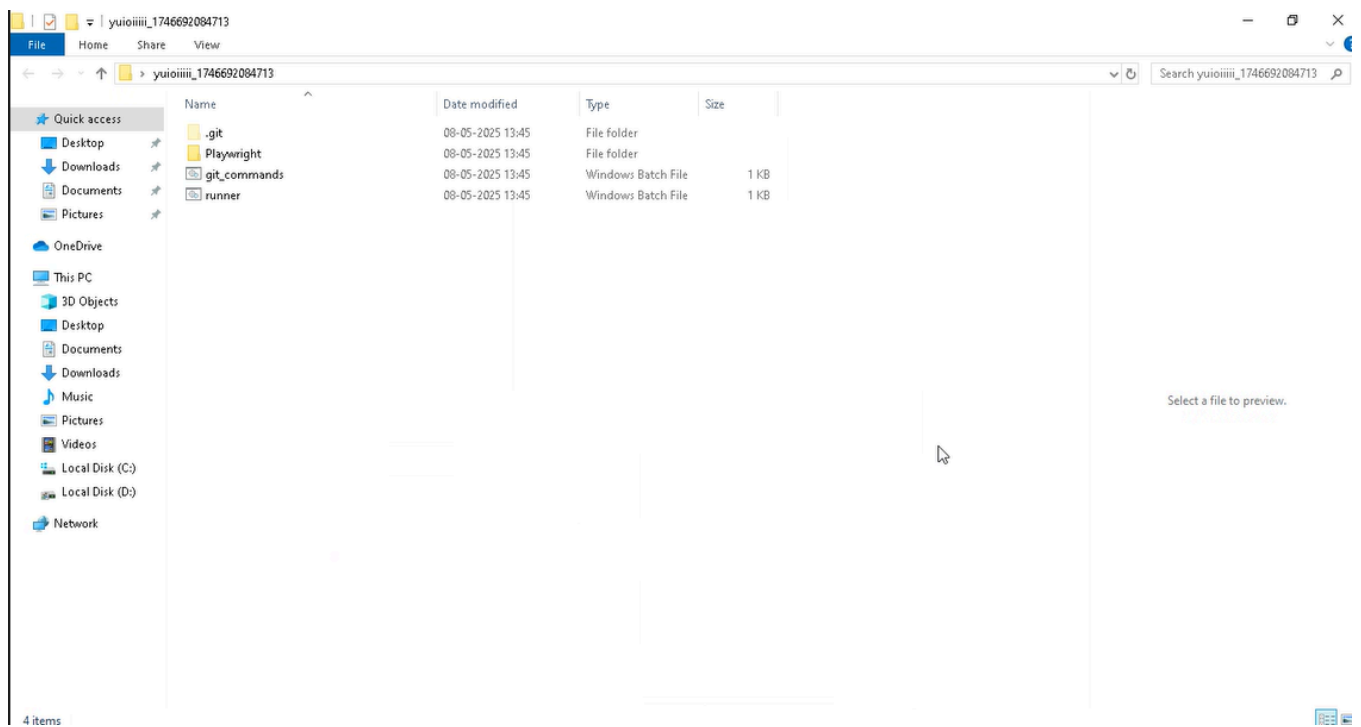 yuioiiiii_1746692084713
File Home Share View
yuioiiiii_1746692084713
Search yuioiiiii_1746692084713
Name Date modified Type Size
.git 08-05-2025 13:45 File folder
Playwright 08-05-2025 13:45 File folder
git_commands 08-05-2025 13:45 Windows Batch File 1 KB
runner 08-05-2025 13:45 Windows Batch File 1 KB
Quick access
Desktop
Downloads
Documents
Pictures
OneDrive
This PC
3D Objects
Desktop
Documents
Downloads
Music
Pictures
Videos
Local Disk (C:)
Local Disk (D:)
Network
Select a file to preview.
4 items